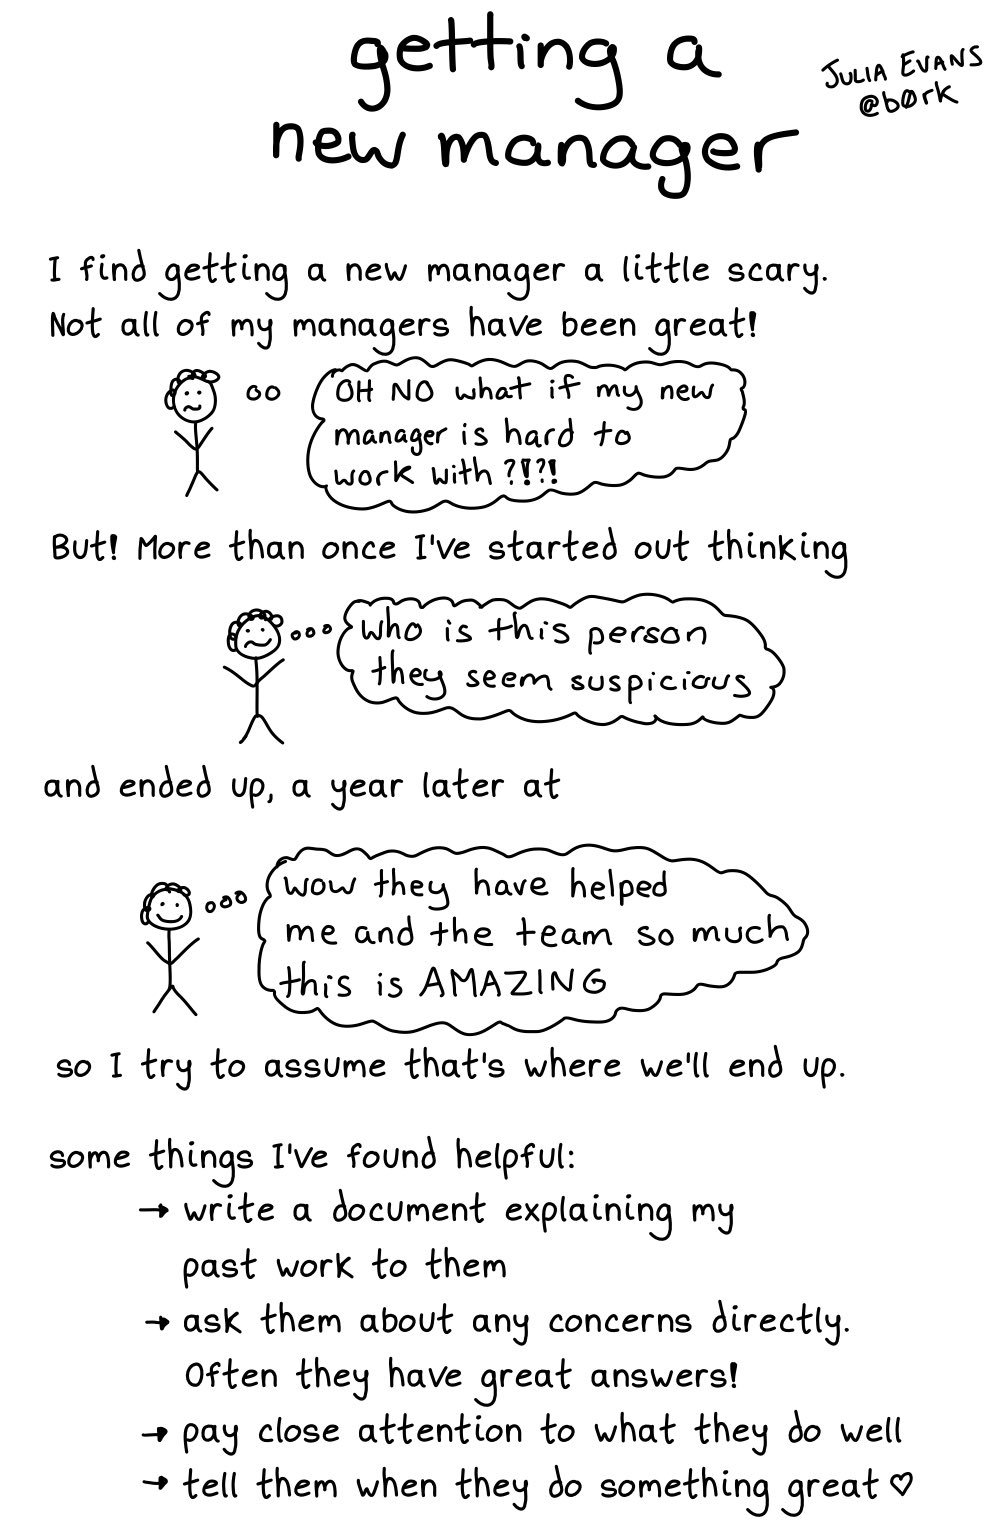 getting a
new manager
JULIA EVANS
@b0rk
I find getting a new manager a little scary.
Not all of my managers have been great!
OH NO what if my new
manager is hard to
work with ?!?!
But! More than once I've started out thinking
who is this person
they seem suspicious
and ended up, a year later at
wow they have helped
me and the team so much
this is AMAZING
so I try to assume that's where we'll end up.
some things I've found helpful:
→ write a document explaining my
past work to them
→ ask them about any concerns directly.
Often they have great answers!
→ pay close attention to what they do well
→ tell them when they do something great ♡